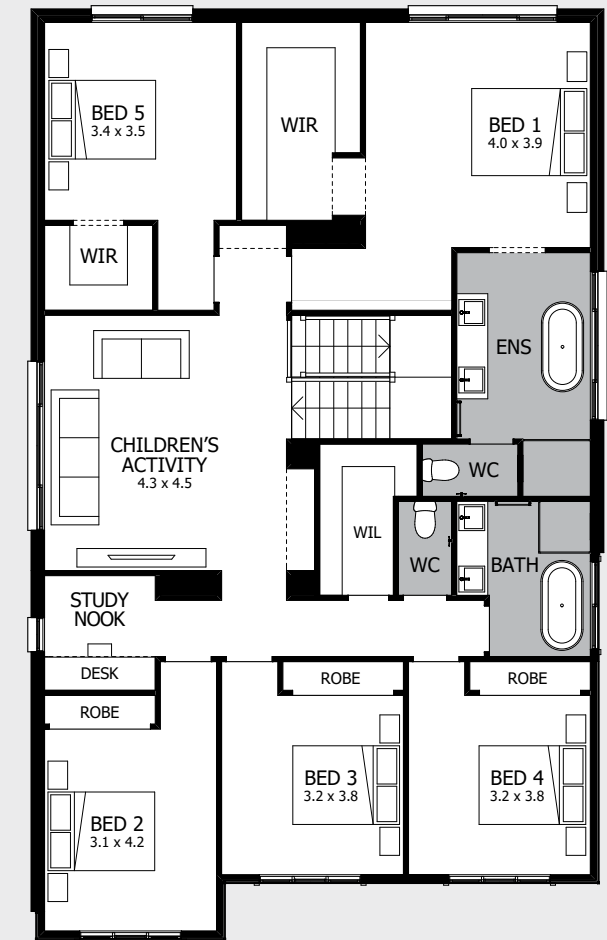 BED 5
3.4 x 3.5
WIR
BED 1
4.0 x 3.9
WIR
ENS
CHILDREN'S
ACTIVITY
4.3 x 4.5
WC
WIL
WC
BATH
STUDY
NOOK
DESK
ROBE
ROBE
ROBE
BED 2
3.1 x 4.2
BED 3
3.2 x 3.8
BED 4
3.2 x 3.8